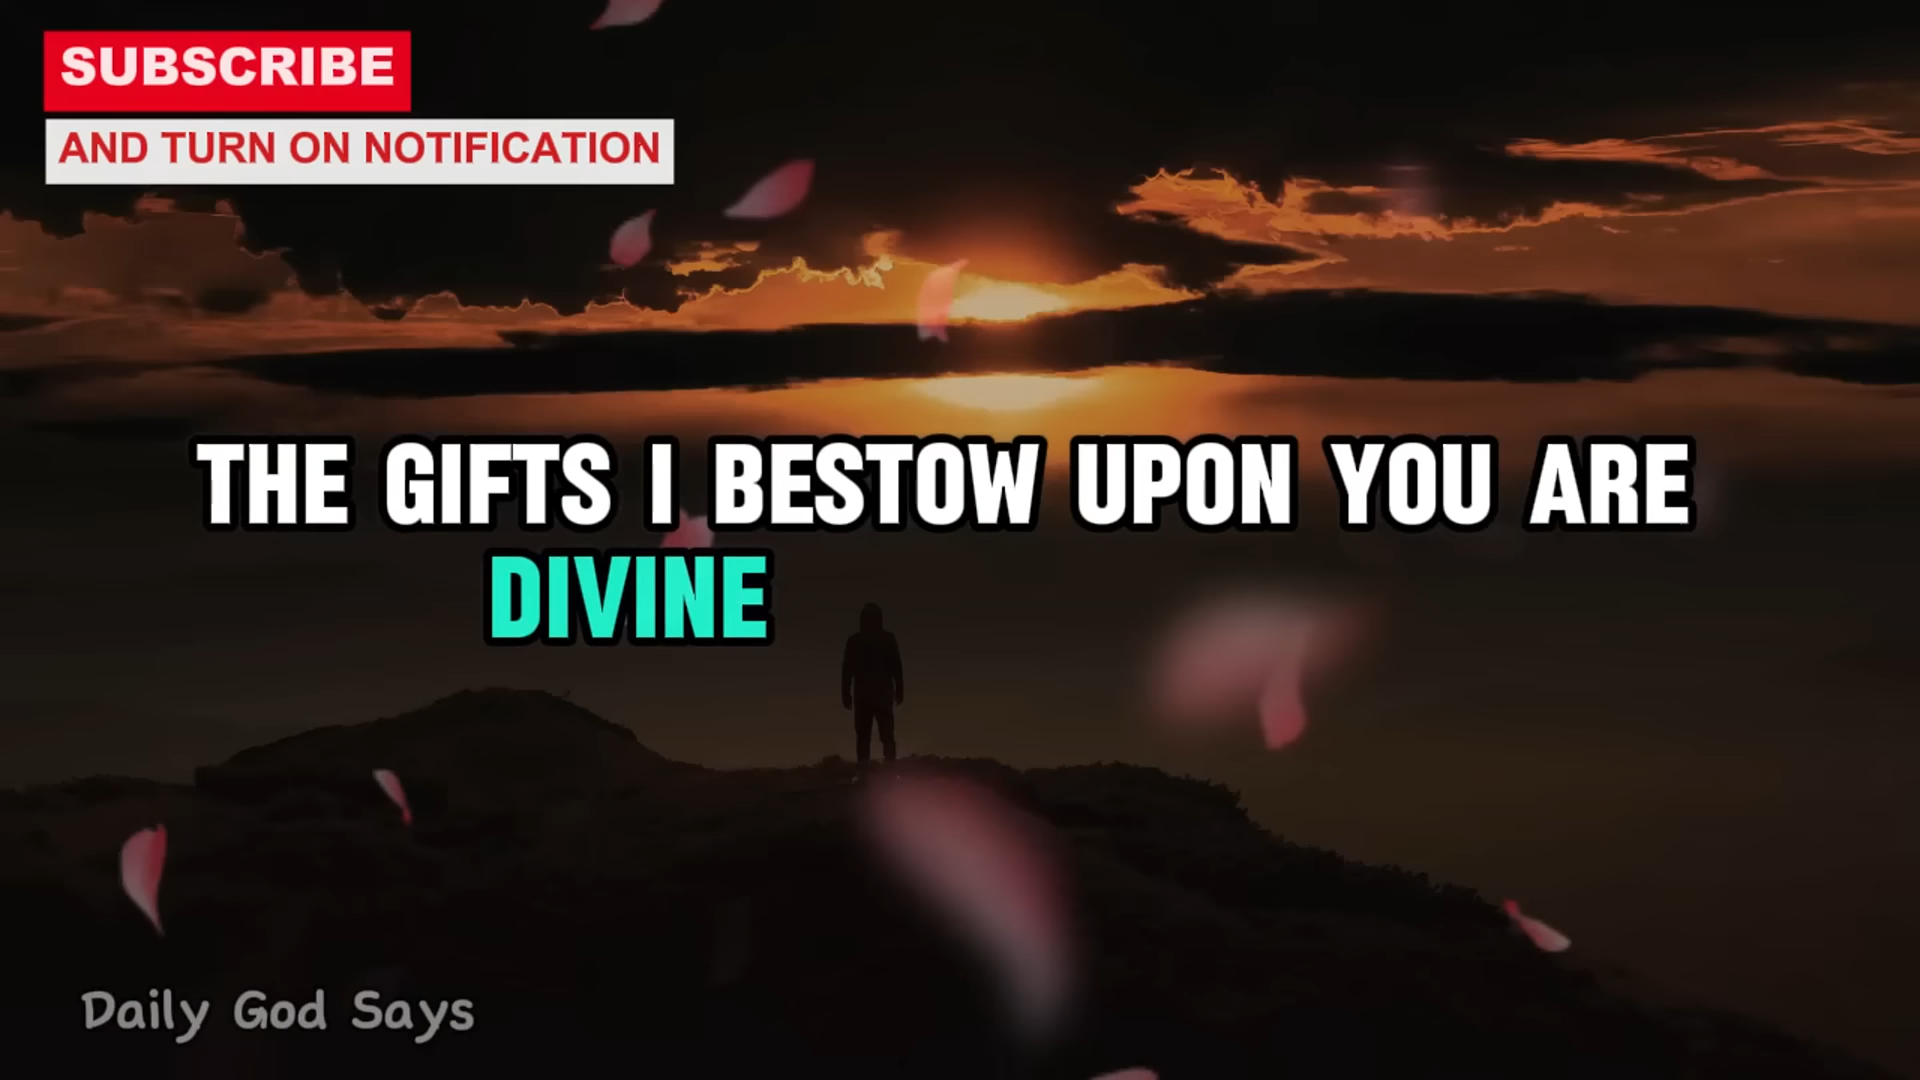 SUBSCRIBE
AND TURN ON NOTIFICATION
THE GIFTS I BESTOW UPON YOU ARE
DIVINE
Daily God Says